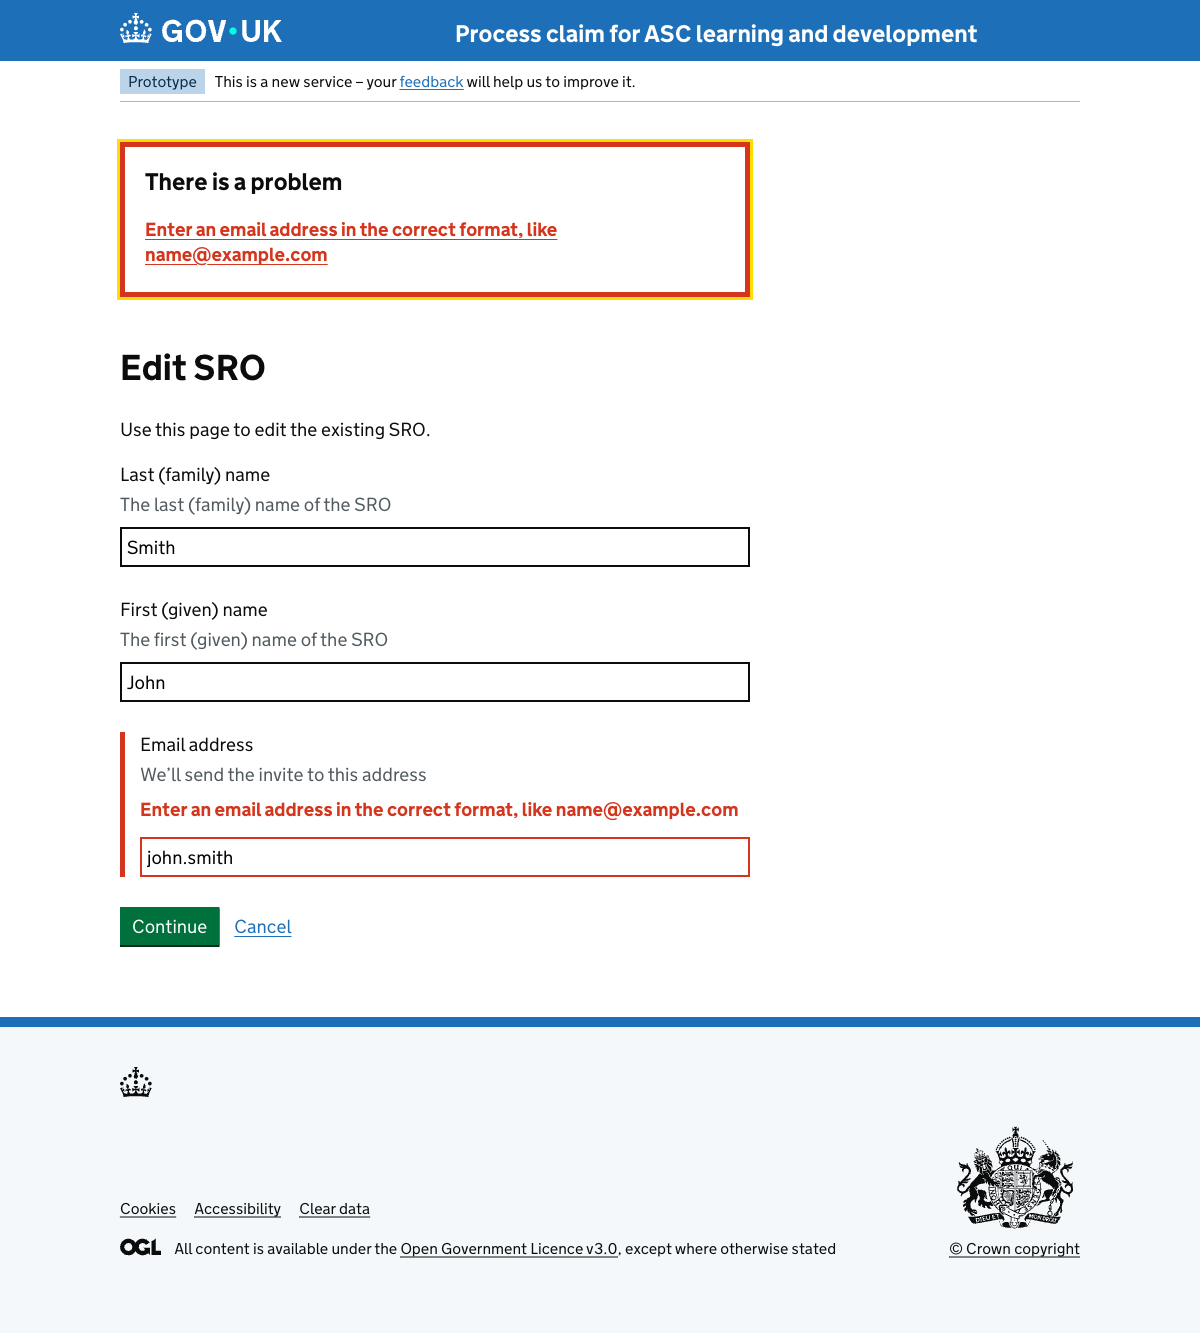 GOV•UK
Process claim for ASC learning and development
Prototype This is a new service – your feedback will help us to improve it.
There is a problem
Enter an email address in the correct format, like
name@example.com
Edit SRO
Use this page to edit the existing SRO.
Last (family) name
The last (family) name of the SRO
Smith
First (given) name
The first (given) name of the SRO
John
Email address
We’ll send the invite to this address
Enter an email address in the correct format, like name@example.com
john.smith
Continue Cancel
Cookies Accessibility Clear data
OGL All content is available under the Open Government Licence v3.0, except where otherwise stated
© Crown copyright